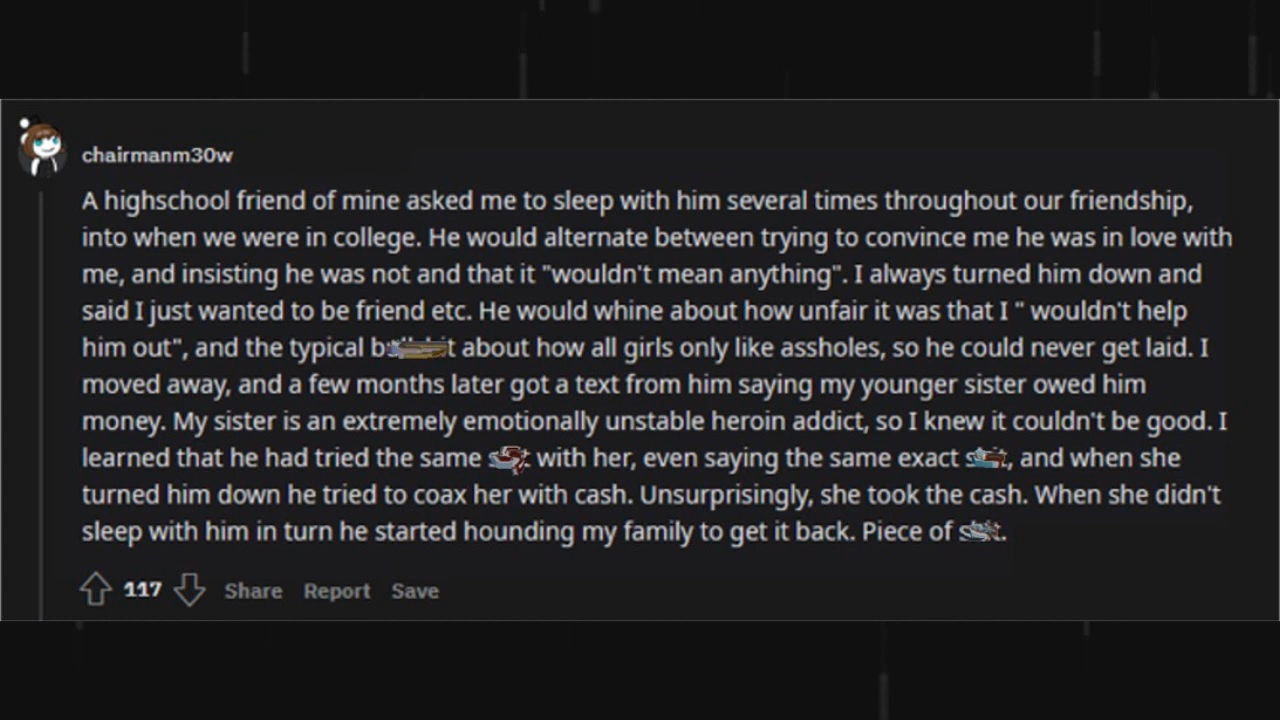 chairmanm30w
A highschool friend of mine asked me to sleep with him several times throughout our friendship,
into when we were in college. He would alternate between trying to convince me he was in love with
me, and insisting he was not and that it "wouldn't mean anything". I always turned him down and
said I just wanted to be friend etc. He would whine about how unfair it was that I " wouldn't help
him out", and the typical about how all girls only like assholes, so he could never get laid. I
moved away, and a few months later got a text from him saying my younger sister owed him
money. My sister is an extremely emotionally unstable heroin addict, so I knew it couldn't be good. I
learned that he had tried the same with her, even saying the same exact , and when she
turned him down he tried to coax her with cash. Unsurprisingly, she took the cash. When she didn't
sleep with him in turn he started hounding my family to get it back. Piece of .
117 Share Report Save